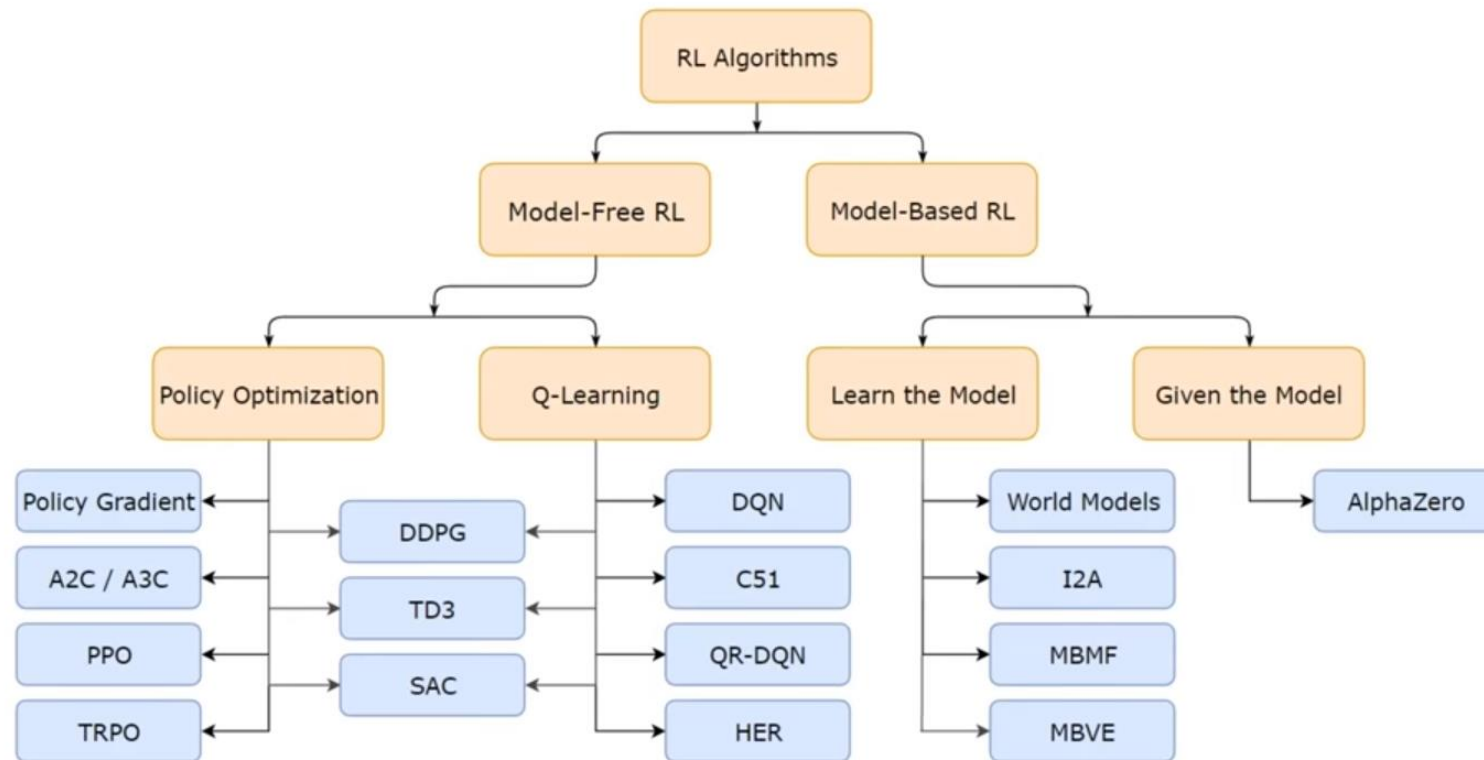 RL Algorithms
Model-Free RL
Model-Based RL
Policy Optimization
Q-Learning
Learn the Model
Given the Model
Policy Gradient
DDPG
DQN
World Models
AlphaZero
A2C / A3C
TD3
C51
I2A
PPO
SAC
QR-DQN
MBMF
TRPO
HER
MBVE